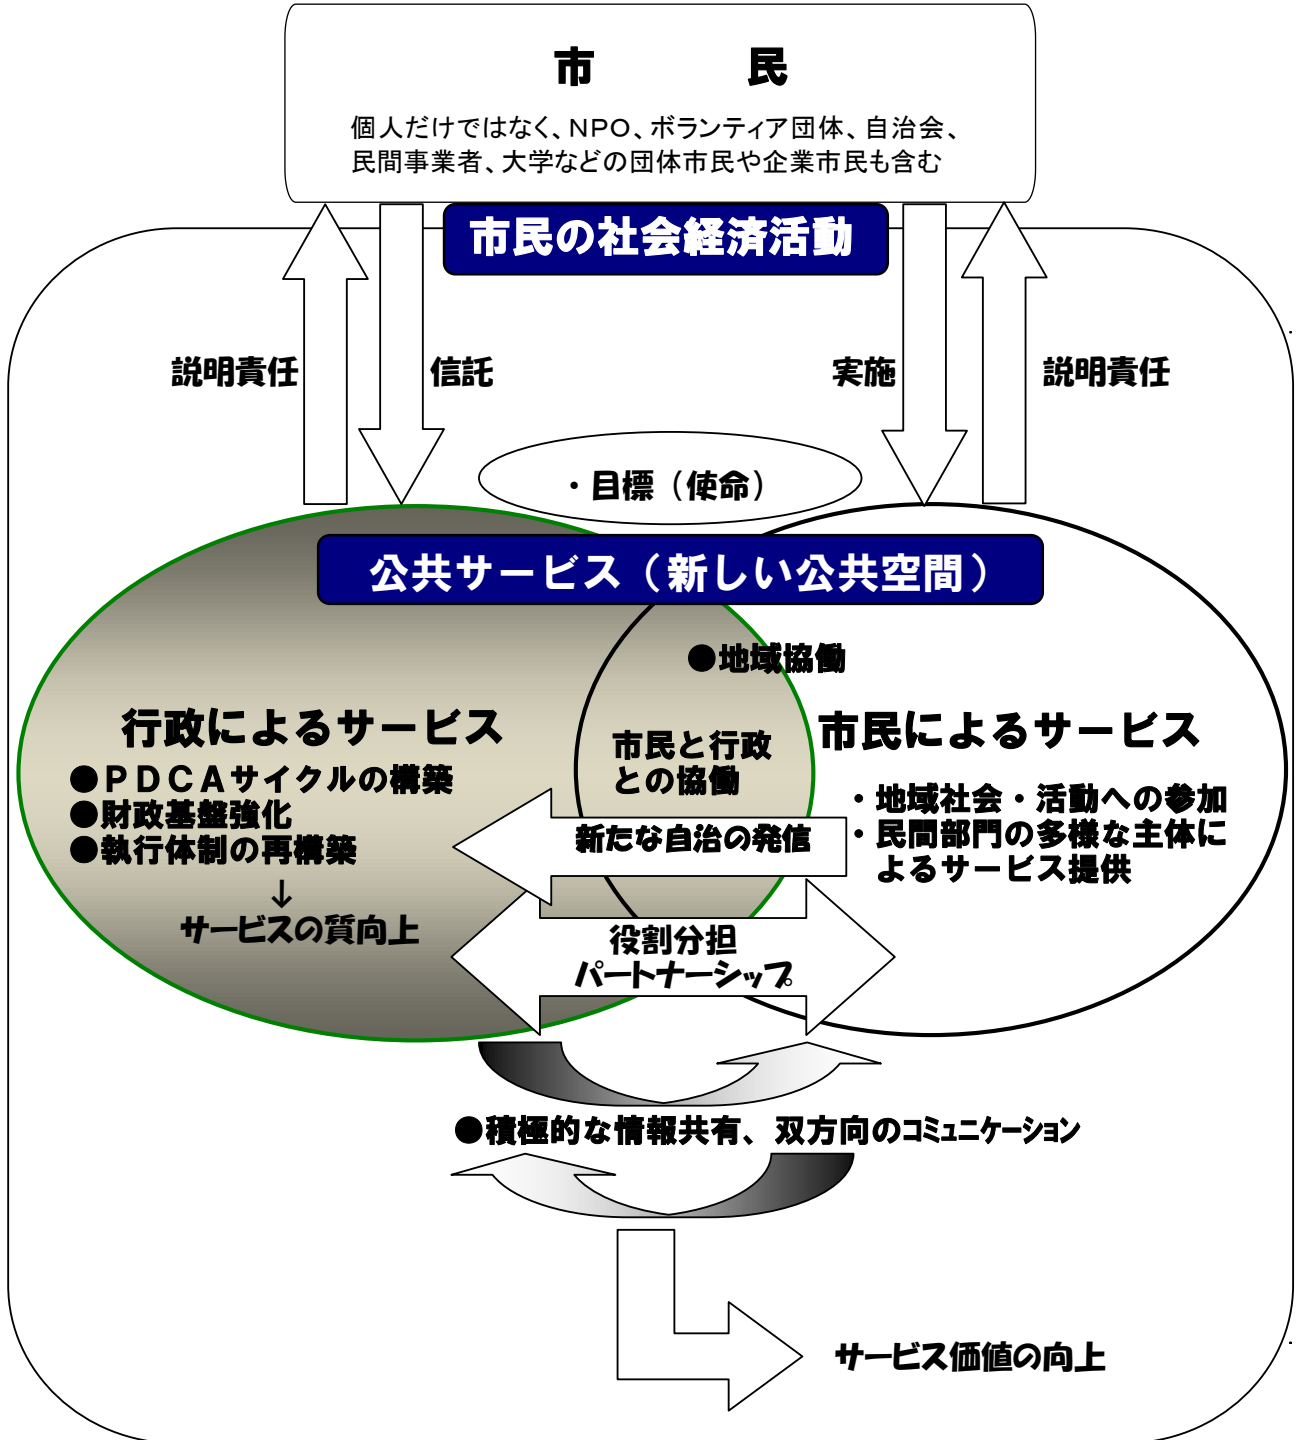 市　民
個人だけではなく、NPO、ボランティア団体、自治会、
民間事業者、大学などの団体市民や企業市民も含む
市民の社会経済活動
説明責任
信託
実施
説明責任
・目標（使命）
公共サービス（新しい公共空間）
●地域協働
行政によるサービス
●ＰＤＣＡサイクルの構築
●財政基盤強化
●執行体制の再構築
↓
サービスの質向上
市民と行政
との協働
市民によるサービス
・地域社会・活動への参加
・民間部門の多様な主体に
よるサービス提供
新たな自治の発信
役割分担
パートナーシップ
●積極的な情報共有、双方向のコミュニケーション
サービス価値の向上